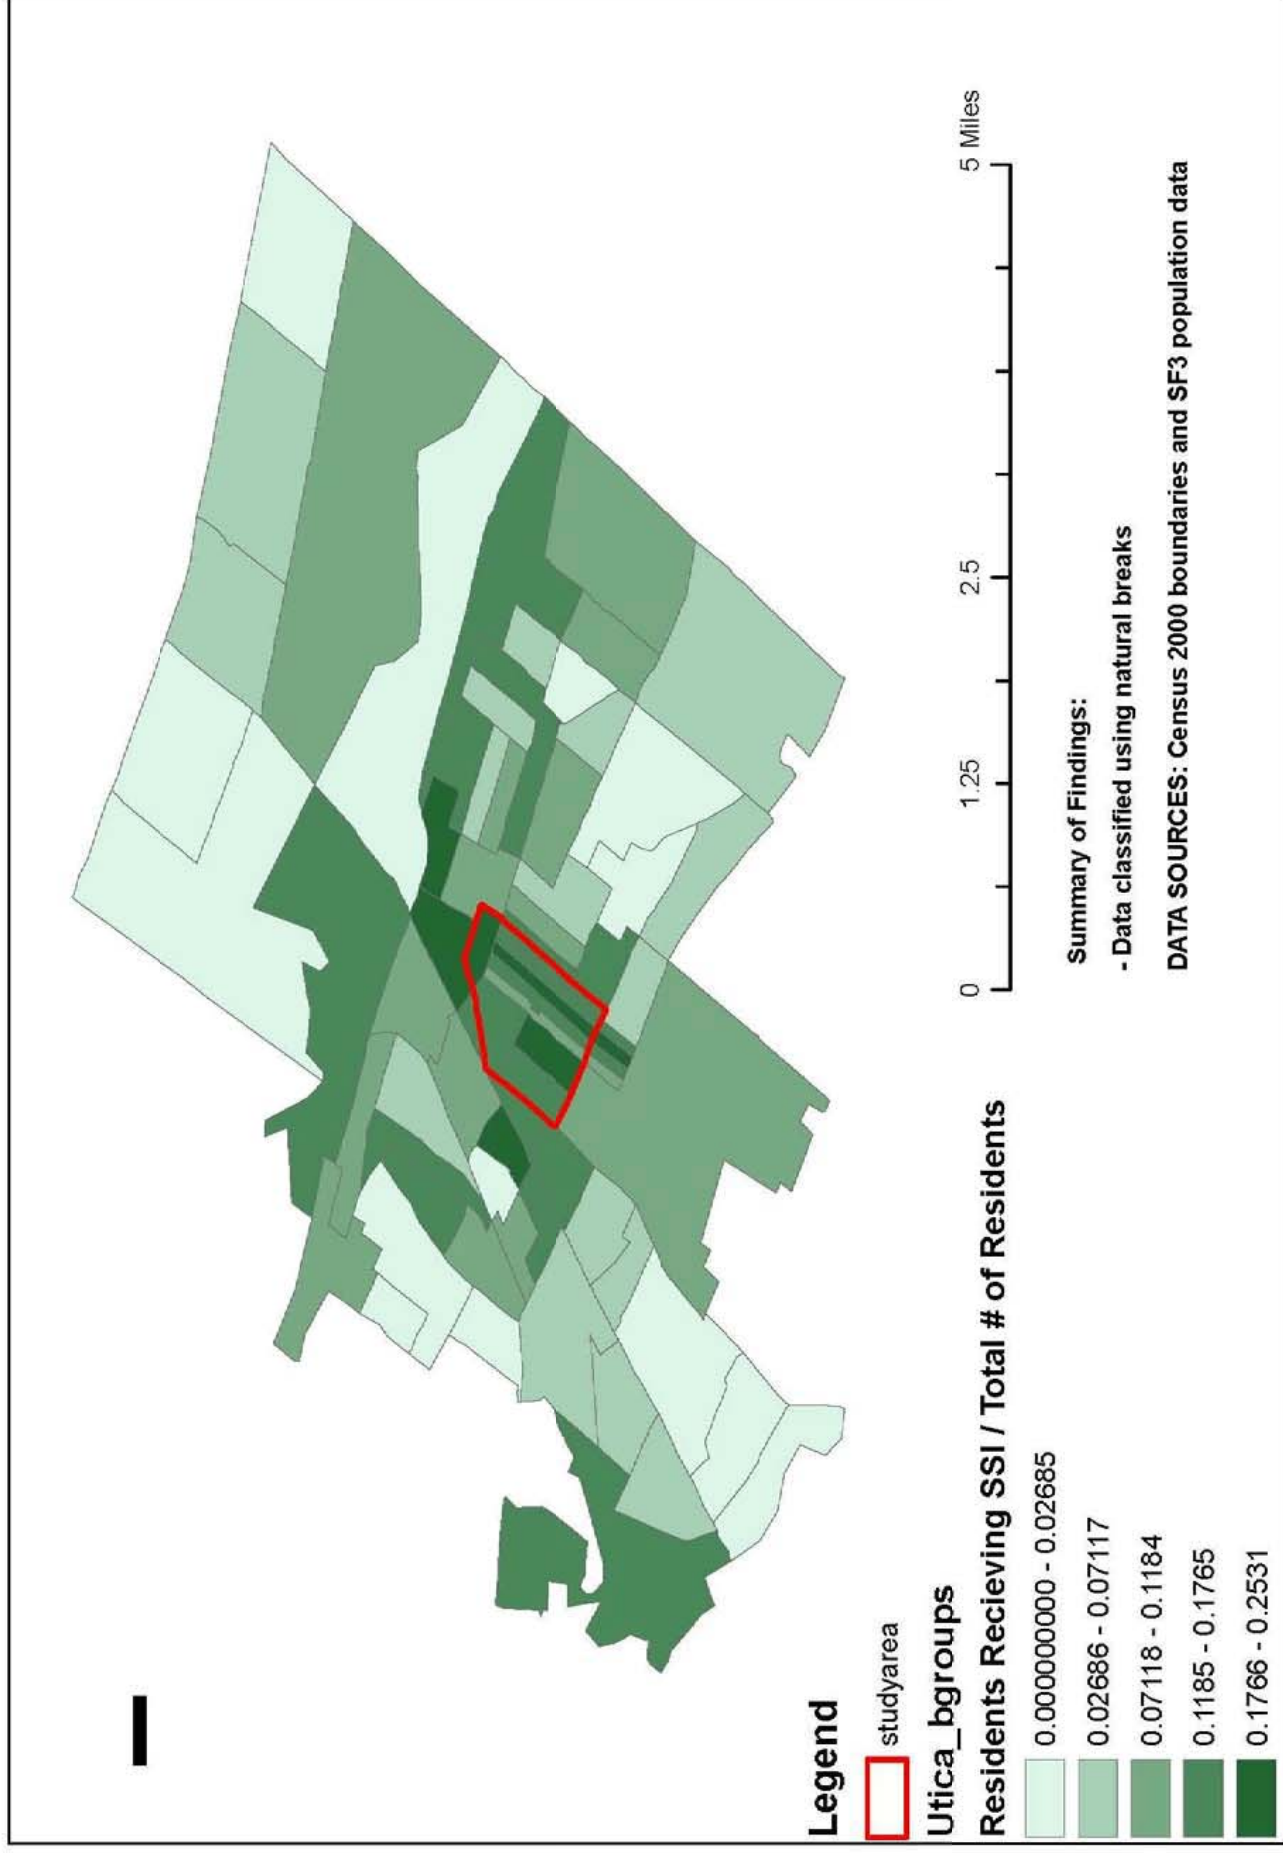 Legend
studyarea
Utica_bgroups
Residents Recieving SSI / Total # of Residents
0.00000000 - 0.02685
0.02686 - 0.07117
0.07118 - 0.1184
0.1185 - 0.1765
0.1766 - 0.2531
0 1.25 2.5 5 Miles
Summary of Findings:
- Data classified using natural breaks
DATA SOURCES: Census 2000 boundaries and SF3 population data